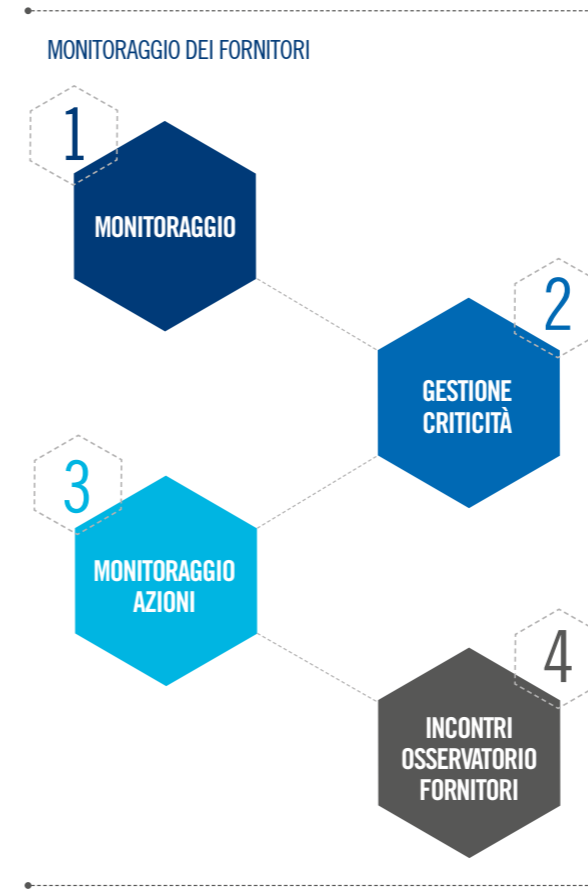 MONITORAGGIO DEI FORNITORI
1
MONITORAGGIO
2
GESTIONE
CRITICITÀ
3
MONITORAGGIO
AZIONI
4
INCONTRI
OSSERVATORIO
FORNITORI